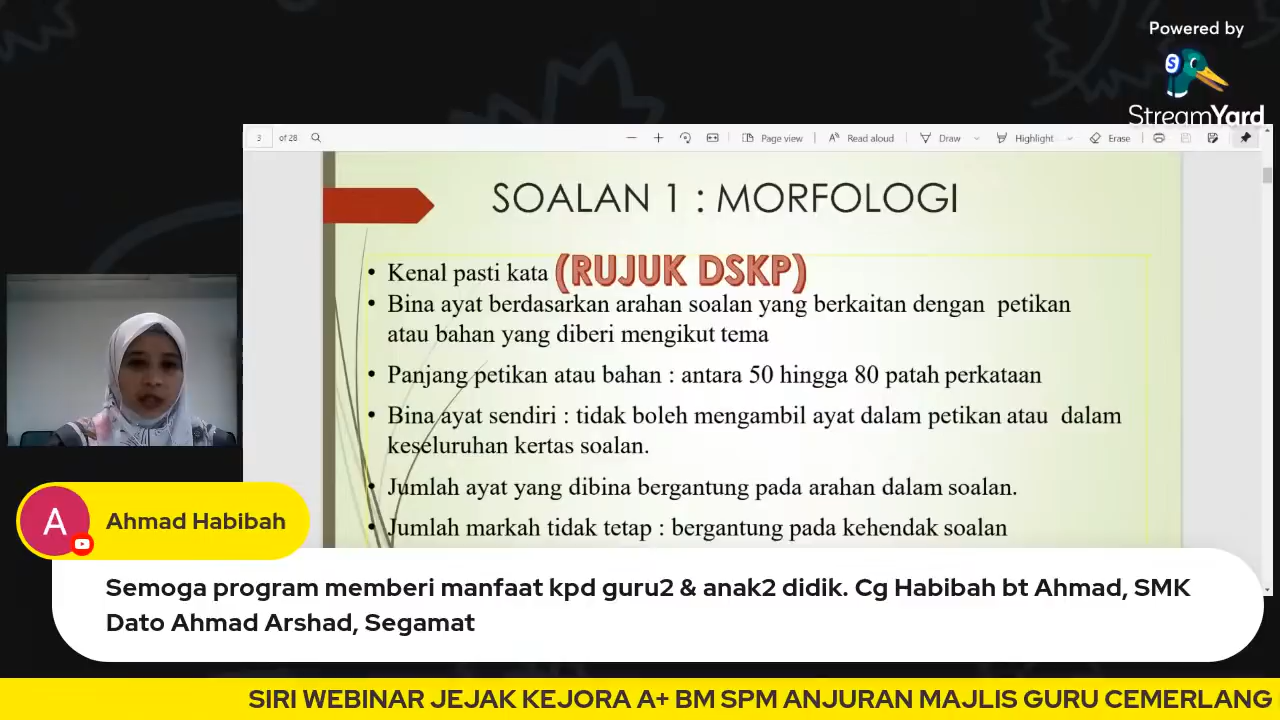 Powered by
StreamYard
3 of 28
Page view
Read aloud
Draw
Highlight
Erase
SOALAN 1 : MORFOLOGI
• Kenal pasti kata (RUJUK DSKP)
• Bina ayat berdasarkan arahan soalan yang berkaitan dengan petikan
atau bahan yang diberi mengikut tema
• Panjang petikan atau bahan : antara 50 hingga 80 patah perkataan
• Bina ayat sendiri : tidak boleh mengambil ayat dalam petikan atau dalam
keseluruhan kertas soalan.
• Jumlah ayat yang dibina bergantung pada arahan dalam soalan.
• Jumlah markah tidak tetap : bergantung pada kehendak soalan
A
Ahmad Habibah
Semoga program memberi manfaat kpd guru2 & anak2 didik. Cg Habibah bt Ahmad, SMK
Dato Ahmad Arshad, Segamat
SIRI WEBINAR JEJAK KEJORA A+ BM SPM ANJURAN MAJLIS GURU CEMERLANG